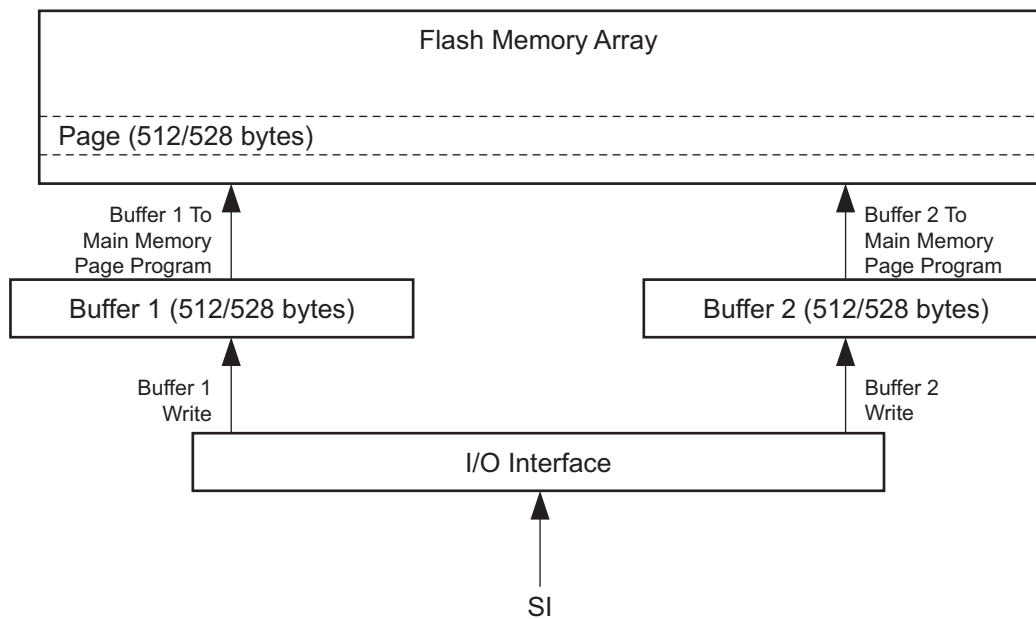 Flash Memory Array
Page (512/528 bytes)
Buffer 1 To
Main Memory
Page Program
Buffer 2 To
Main Memory
Page Program
Buffer 1 (512/528 bytes)
Buffer 2 (512/528 bytes)
Buffer 1
Write
Buffer 2
Write
I/O Interface
SI